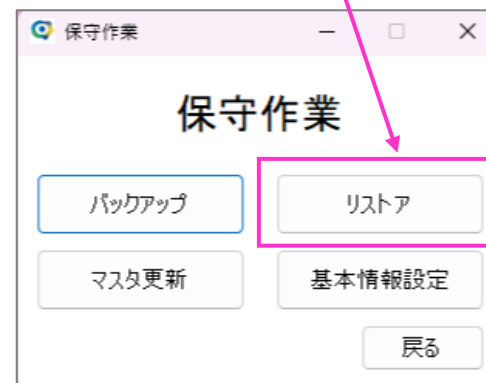 保守作業
保守作業
バックアップ
リストア
マスタ更新
基本情報設定
戻る